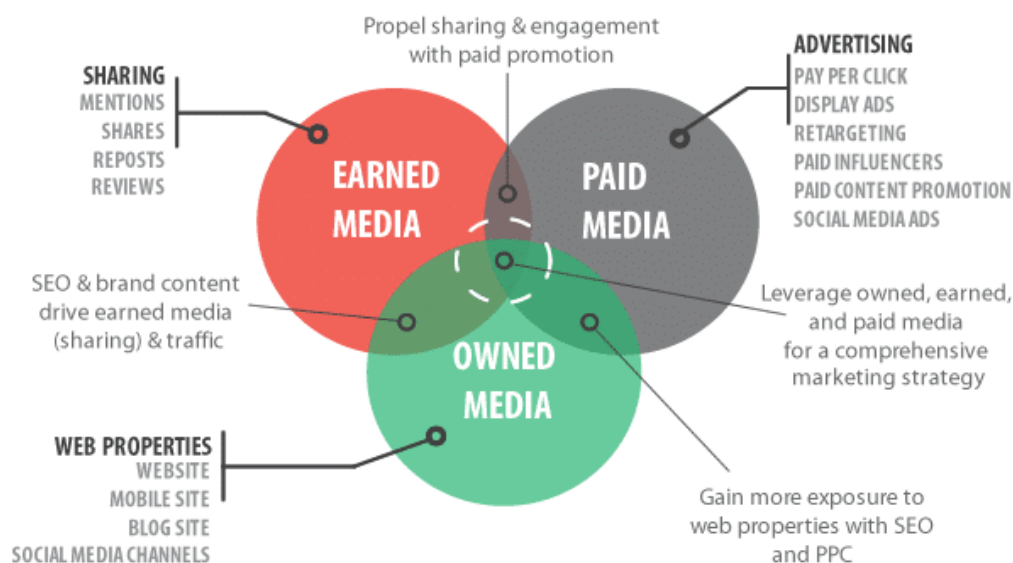 Propel sharing & engagement
with paid promotion
SHARING
MENTIONS
SHARES
REPOSTS
REVIEWS
ADVERTISING
PAY PER CLICK
DISPLAY ADS
RETARGETING
PAID INFLUENCERS
PAID CONTENT PROMOTION
SOCIAL MEDIA ADS
EARNED
MEDIA
PAID
MEDIA
SEO & brand content
drive earned media
(sharing) & traffic
Leverage owned, earned,
and paid media
for a comprehensive
marketing strategy
OWNED
MEDIA
WEB PROPERTIES
WEBSITE
MOBILE SITE
BLOG SITE
SOCIAL MEDIA CHANNELS
Gain more exposure to
web properties with SEO
and PPC